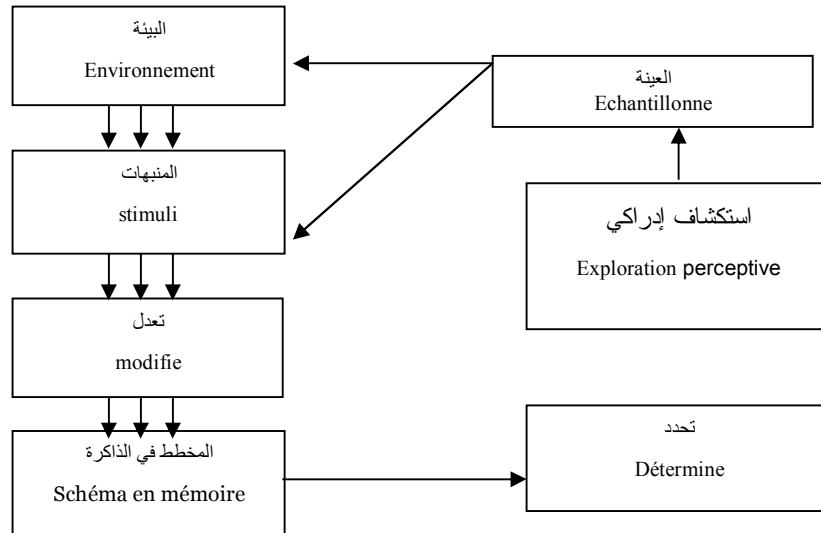 البيئة
Environnement
العينة
Echantillonne
المنبهات
stimuli
استكشاف إدراكي
Exploration perceptive
تعدل
modifie
تحدد
Détermine
المخطط في الذاكرة
Schéma en mémoire